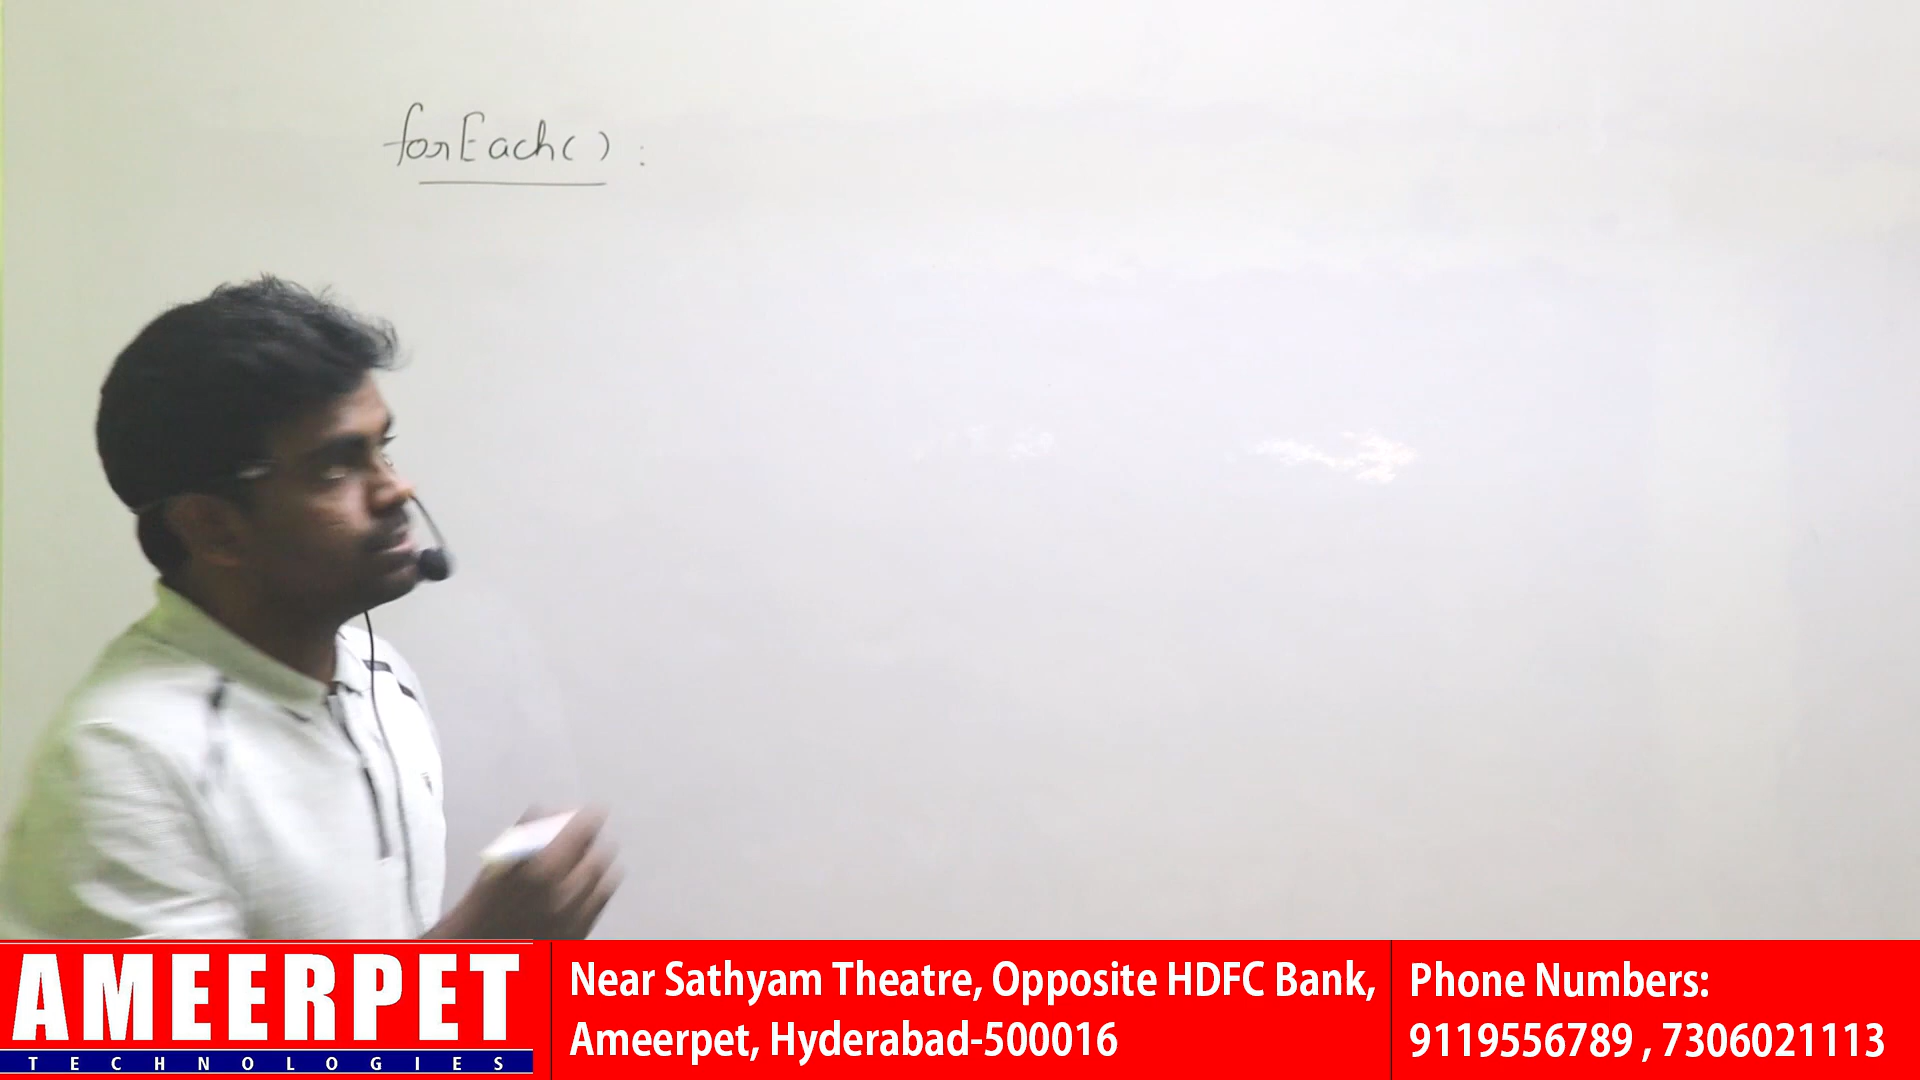 forEach() :
AMEERPET
TECHNOLOGIES
Near Sathyam Theatre, Opposite HDFC Bank,
Ameerpet, Hyderabad-500016
Phone Numbers:
9119556789 , 7306021113